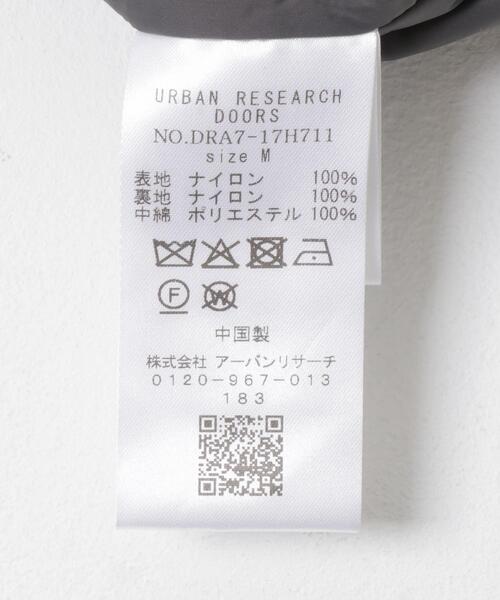 URBAN RESEARCH
DOORS
NO.DRA7-17H711
size M
表地 ナイロン 100%
裏地 ナイロン 100%
中綿 ポリエステル 100%
F W
中国製
株式会社 アーバンリサーチ
0120-967-013
183